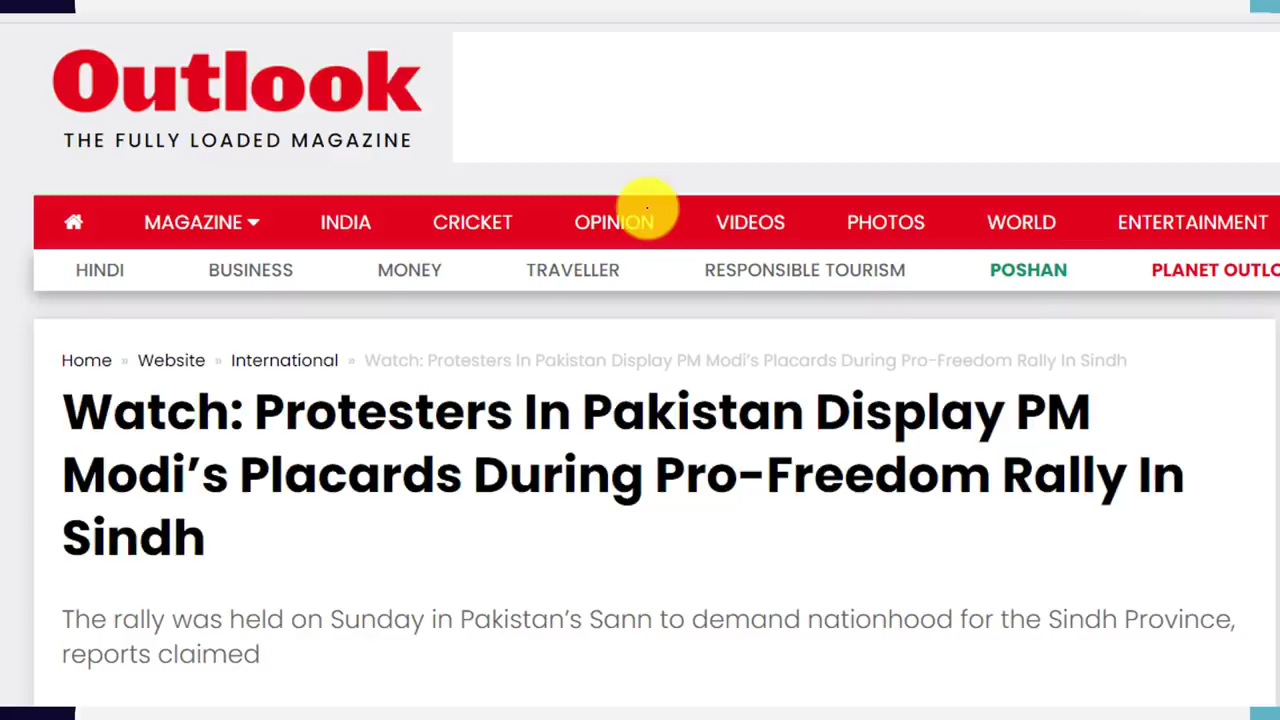 Outlook
THE FULLY LOADED MAGAZINE
MAGAZINE INDIA CRICKET OPINION VIDEOS PHOTOS WORLD ENTERTAINMENT
HINDI BUSINESS MONEY TRAVELLER RESPONSIBLE TOURISM POSHAN PLANET OUTLO
Home » Website » International » Watch: Protesters In Pakistan Display PM Modi’s Placards During Pro-Freedom Rally In Sindh
Watch: Protesters In Pakistan Display PM
Modi’s Placards During Pro-Freedom Rally In
Sindh
The rally was held on Sunday in Pakistan’s Sann to demand nationhood for the Sindh Province,
reports claimed